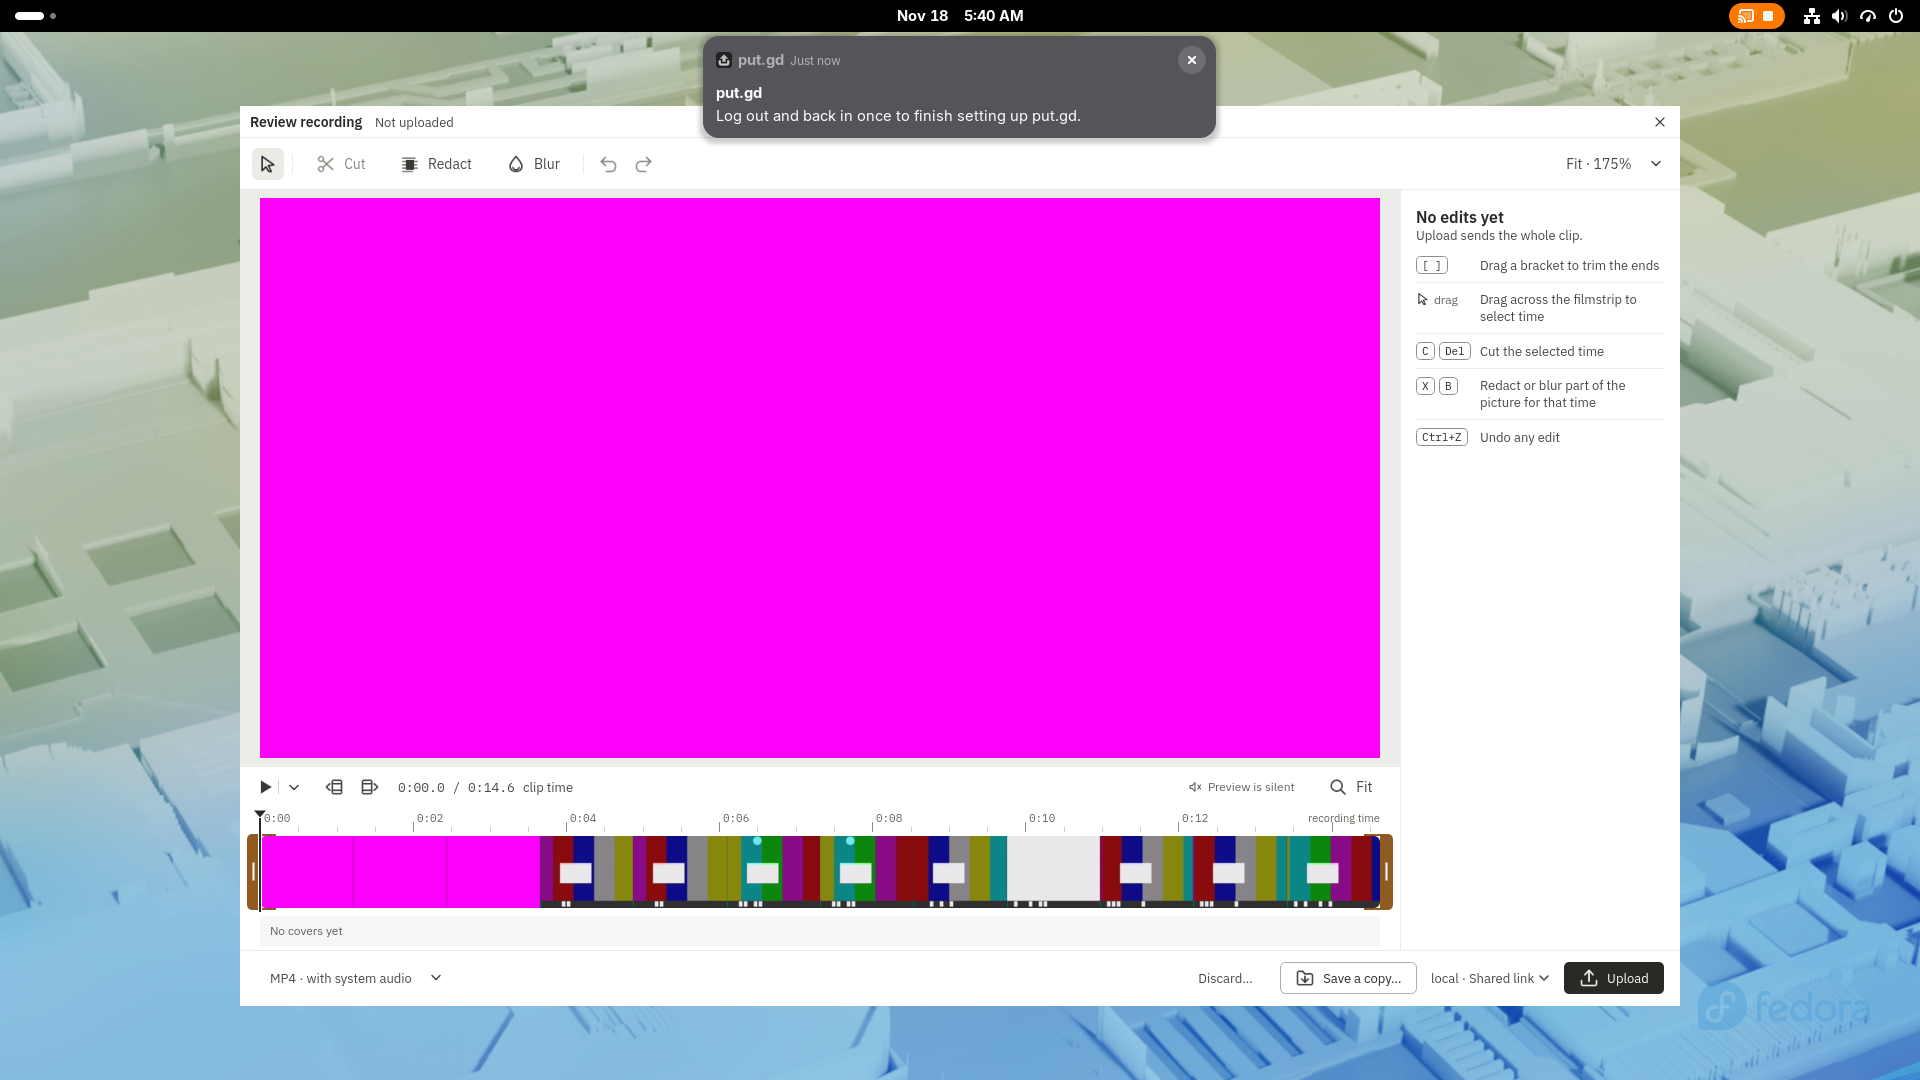 Nov 18 5:40 AM
put.gd Just now
put.gd
Log out and back in once to finish setting up put.gd.
Review recording Not uploaded
Cut Redact Blur Fit · 175%
No edits yet
Upload sends the whole clip.
[ ] Drag a bracket to trim the ends
drag Drag across the filmstrip to
select time
C Del Cut the selected time
X B Redact or blur part of the
picture for that time
Ctrl+Z Undo any edit
0:00.0 / 0:14.6 clip time Preview is silent Fit
0:00 0:02 0:04 0:06 0:08 0:10 0:12 recording time
No covers yet
MP4 · with system audio Discard... Save a copy... local · Shared link Upload
fedora